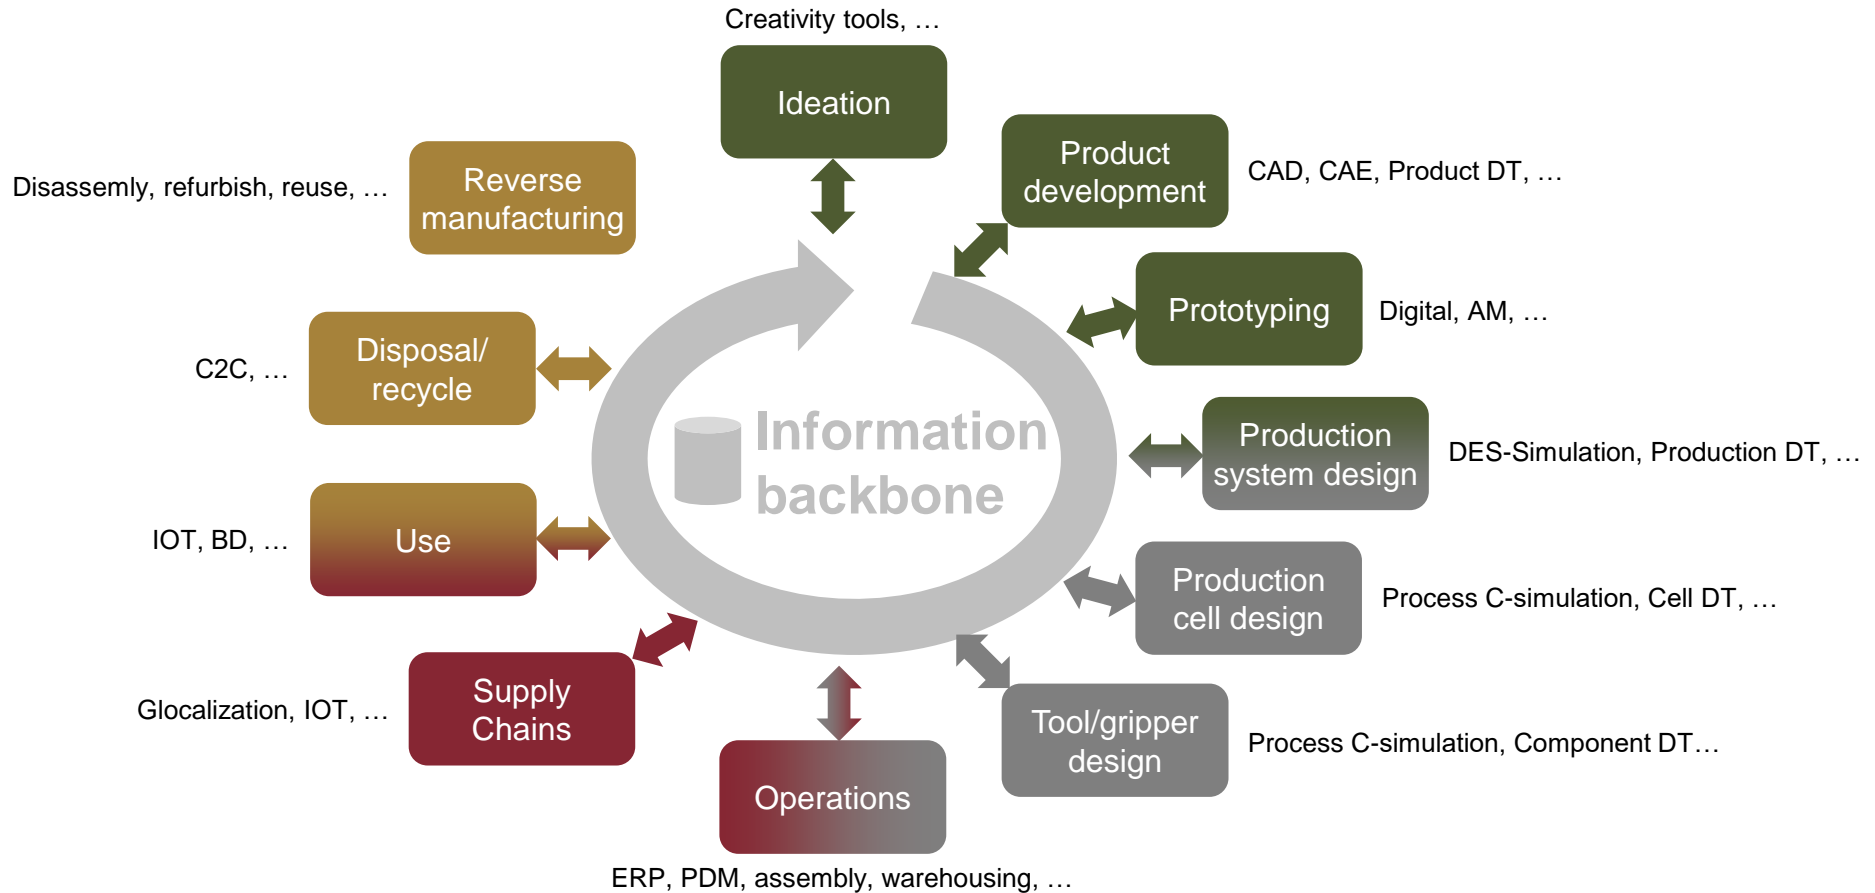 Creativity tools, …
Ideation
Product
development
CAD, CAE, Product DT, …
Prototyping
Digital, AM, …
Production
system design
DES-Simulation, Production DT, …
Production
cell design
Process C-simulation, Cell DT, …
Tool/gripper
design
Process C-simulation, Component DT…
Operations
ERP, PDM, assembly, warehousing, …
Supply
Chains
Glocalization, IOT, …
Use
IOT, BD, …
Disposal/
recycle
C2C, …
Reverse
manufacturing
Disassemly, refurbish, reuse, …
Information
backbone